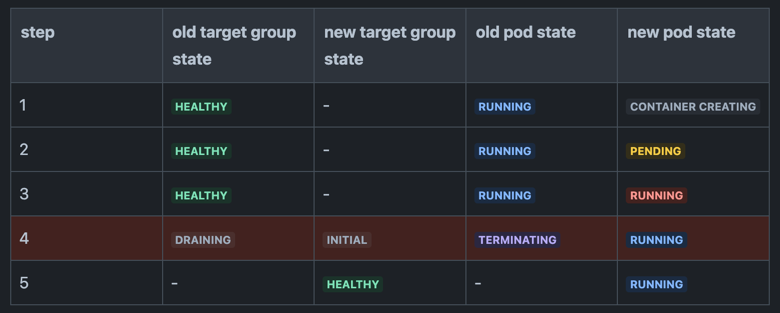 step old target group state new target group state old pod state new pod state
1 HEALTHY - RUNNING CONTAINER CREATING
2 HEALTHY - RUNNING PENDING
3 HEALTHY - RUNNING RUNNING
4 DRAINING INITIAL TERMINATING RUNNING
5 - HEALTHY - RUNNING